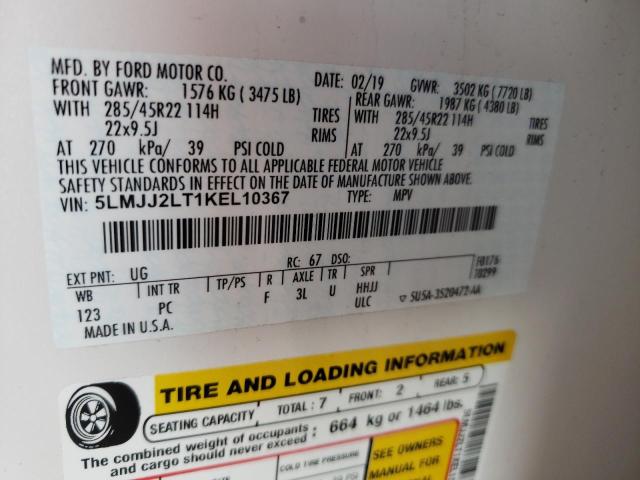 MFD. BY FORD MOTOR CO.
DATE: 02/19 GVWR: 3502 KG (7720 LB)
FRONT GAWR: 1576 KG (3475 LB)
REAR GAWR: 1987 KG (4380 LB)
WITH 285/45R22 114H TIRES
WITH 285/45R22 114H TIRES
22x9.5J RIMS
22x9.5J RIMS
AT 270 kPa/ 39 PSI COLD
AT 270 kPa/ 39 PSI COLD
THIS VEHICLE CONFORMS TO ALL APPLICABLE FEDERAL MOTOR VEHICLE
SAFETY STANDARDS IN EFFECT ON THE DATE OF MANUFACTURE SHOWN ABOVE.
VIN: 5LMJJ2LT1KEL10367 TYPE: MPV
EXT PNT: UG RC: 67 DSO: F0176
70299
WB INT TR TP/PS R AXLE TR SPR
123 PC F 3L U HHJJ
ULC
MADE IN U.S.A.
5U5A-3520472-AA
TIRE AND LOADING INFORMATION
SEATING CAPACITY TOTAL: 7 FRONT: 2 REAR: 5
The combined weight of occupants
and cargo should never exceed : 664 kg or 1464 lbs.
COLD TIRE PRESSURE
SEE OWNERS
MANUAL FOR